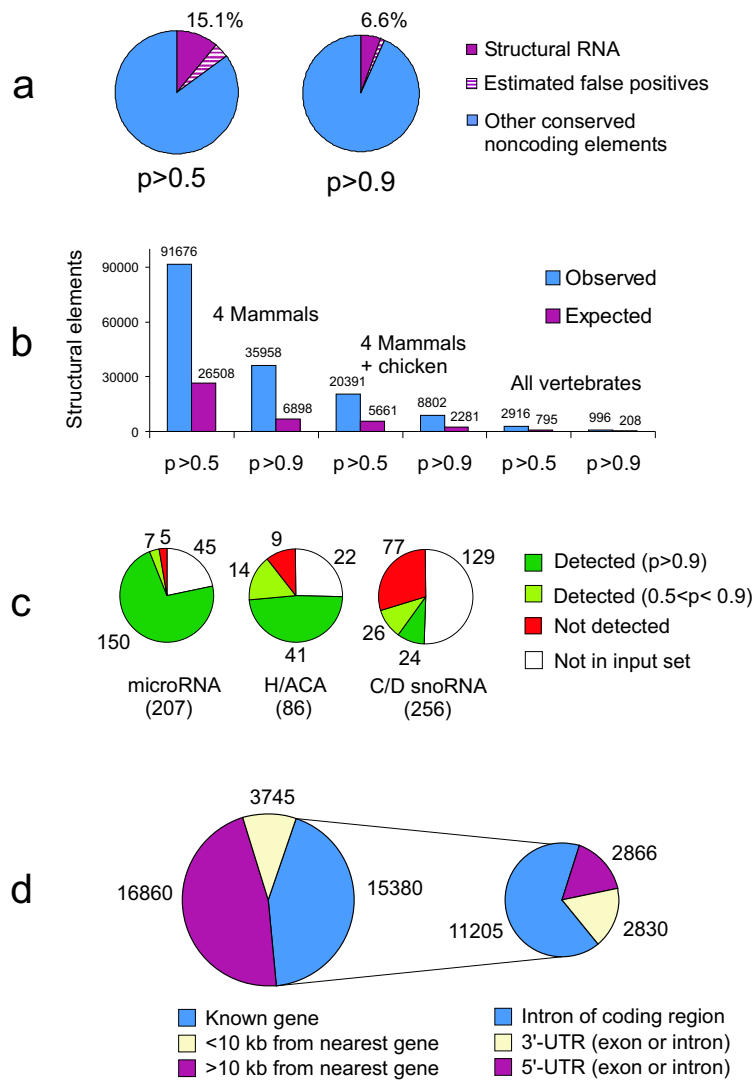 a
15.1%
6.6%
p>0.5
p>0.9
Structural RNA
Estimated false positives
Other conserved
noncoding elements
b
Structural elements
90000
60000
30000
0
91676
26508
35958
6898
20391
5661
8802
2281
2916
795
996
208
4 Mammals
4 Mammals
+ chicken
All vertebrates
Observed
Expected
p>0.5
p>0.9
p>0.5
p>0.9
p>0.5
p>0.9
c
7
5
45
150
microRNA
(207)
9
22
14
41
H/ACA
(86)
77
129
26
24
C/D snoRNA
(256)
Detected (p>0.9)
Detected (0.5<p< 0.9)
Not detected
Not in input set
d
3745
16860
15380
2866
11205
2830
Known gene
<10 kb from nearest gene
>10 kb from nearest gene
Intron of coding region
3'-UTR (exon or intron)
5'-UTR (exon or intron)